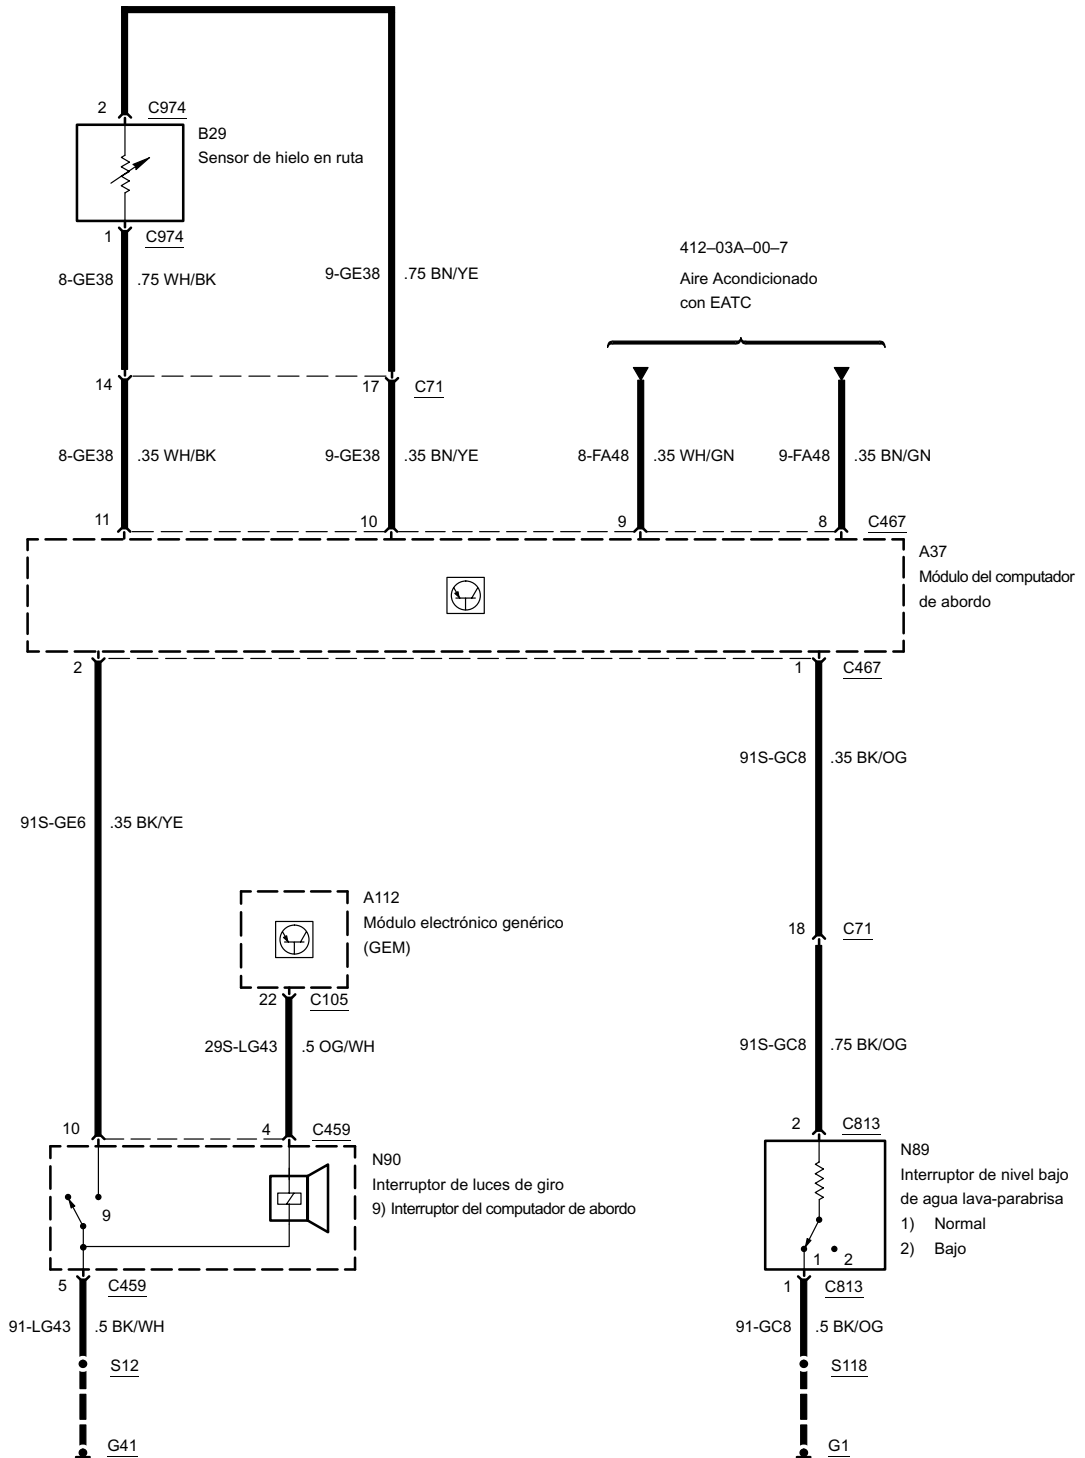 2 C974
B29
Sensor de hielo en ruta
1 C974
8-GE38 .75 WH/BK
9-GE38 .75 BN/YE
412–03A–00–7
Aire Acondicionado
con EATC
14
17 C71
8-GE38 .35 WH/BK
9-GE38 .35 BN/YE
8-FA48 .35 WH/GN
9-FA48 .35 BN/GN
11
10
9
8 C467
A37
Módulo del computador
de abordo
2
1 C467
91S-GC8 .35 BK/OG
91S-GE6 .35 BK/YE
A112
Módulo electrónico genérico
(GEM)
18 C71
22 C105
29S-LG43 .5 OG/WH
91S-GC8 .75 BK/OG
10
4 C459
2 C813
N90
Interruptor de luces de giro
9) Interruptor del computador de abordo
9
N89
Interruptor de nivel bajo
de agua lava-parabrisa
1) Normal
2) Bajo
1 2
5 C459
1 C813
91-LG43 .5 BK/WH
91-GC8 .5 BK/OG
S12
S118
G41
G1